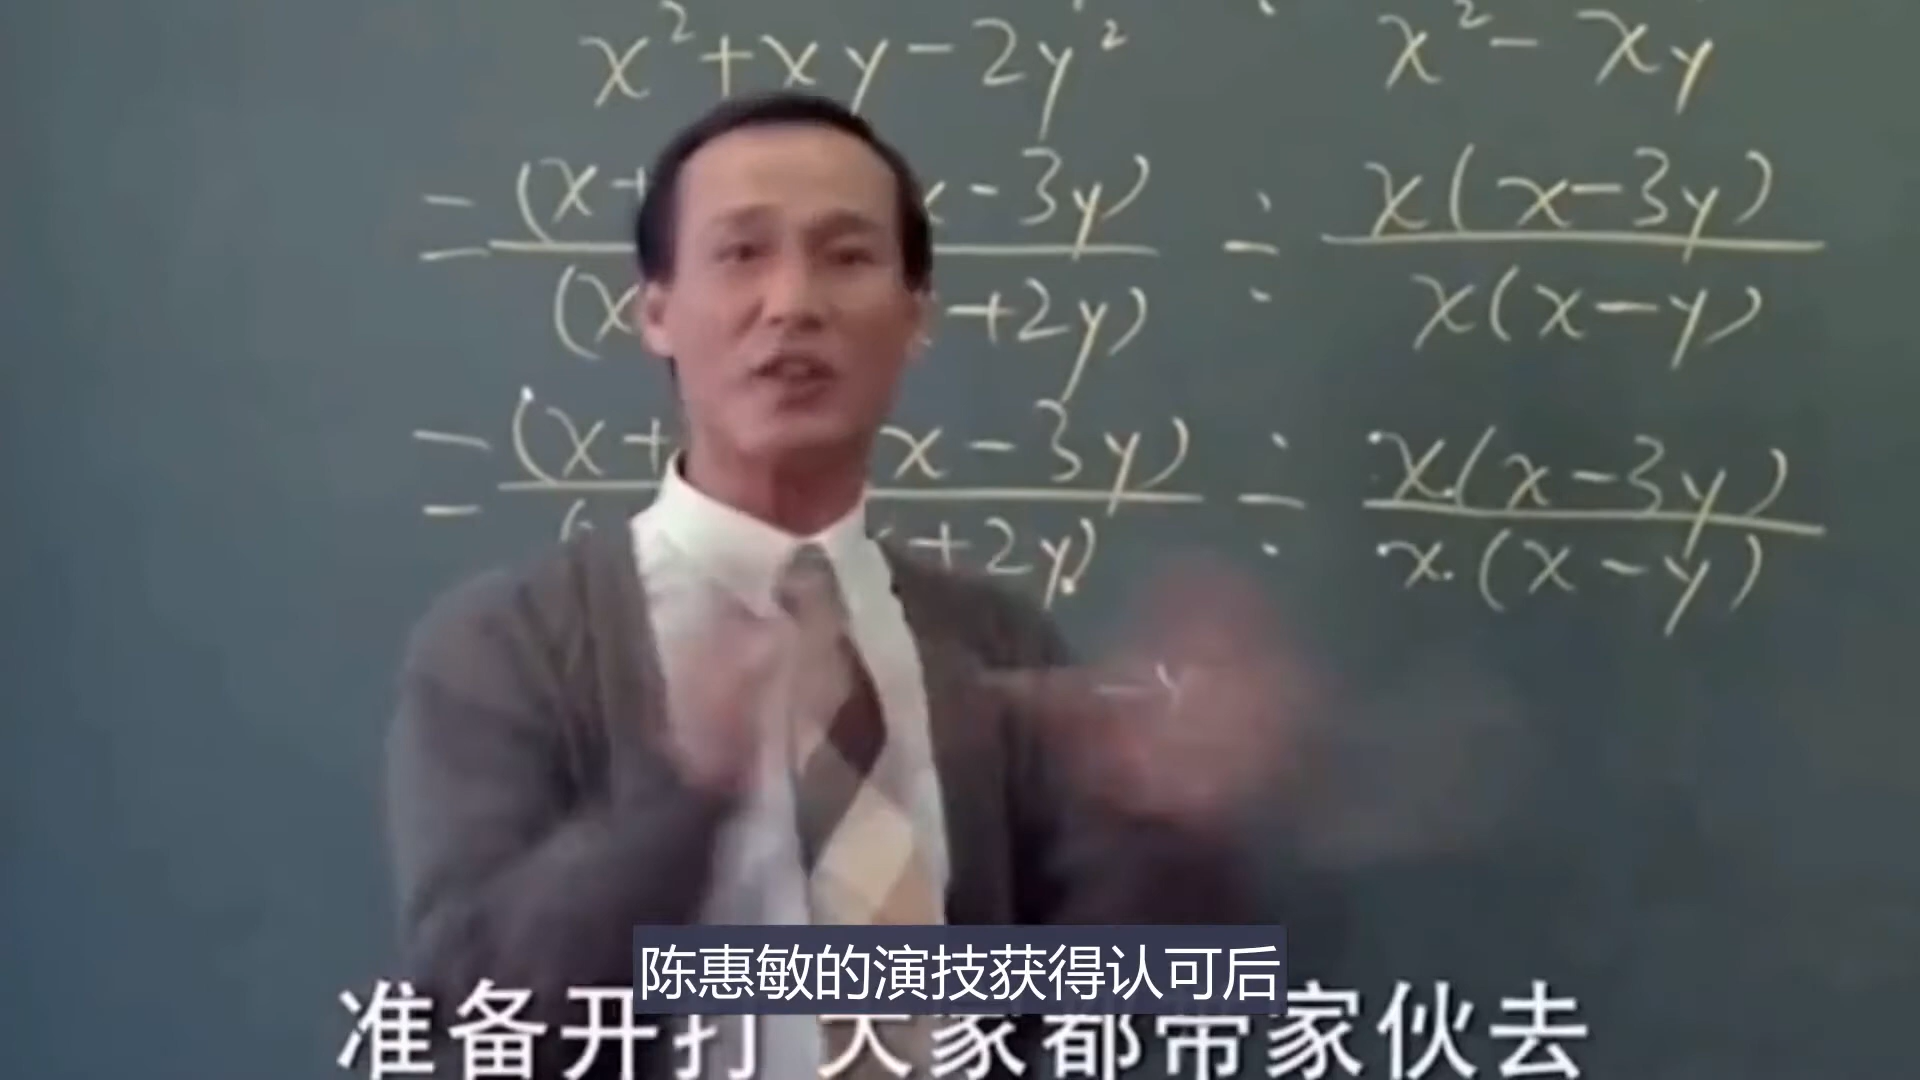 x²+xy-2y² x²-xy
=(x+ x-3y) ÷ x(x-3y)
(x +2y) x(x-y)
=(x+ x-3y) ÷ x(x-3y)
( +2y) x(x-y)
-y
陈惠敏的演技获得认可后
准备开打 大家都带家伙去